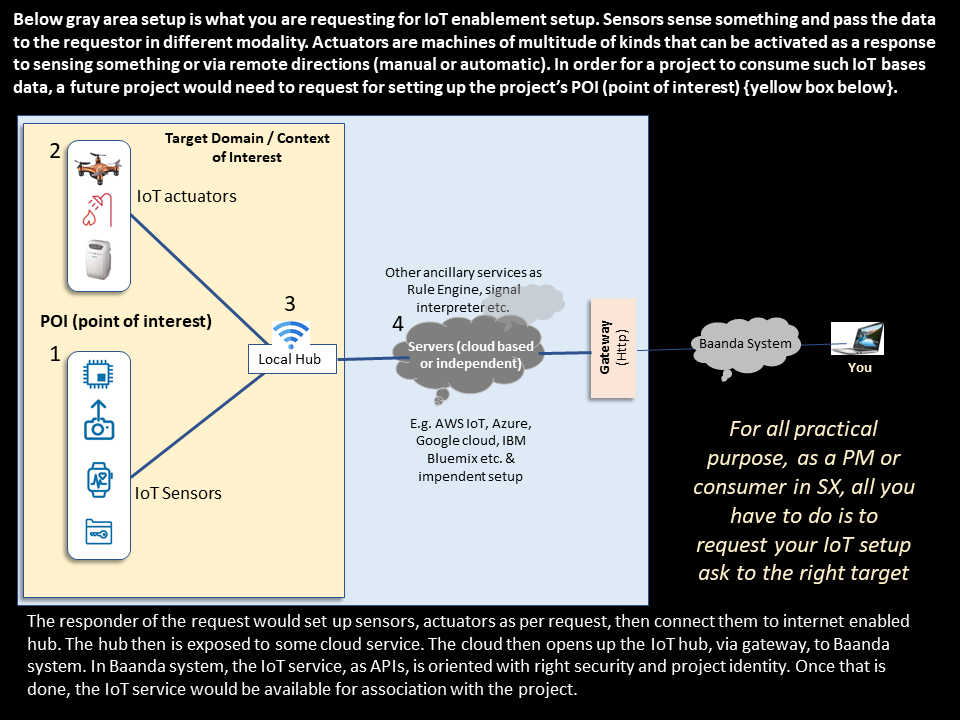 Below gray area setup is what you are requesting for IoT enablement setup. Sensors sense something and pass the data
to the requestor in different modality. Actuators are machines of multitude of kinds that can be activated as a response
to sensing something or via remote directions (manual or automatic). In order for a project to consume such IoT bases
data, a future project would need to request for setting up the project's POI (point of interest) {yellow box below}.
Target Domain / Context
of Interest
2
IoT actuators
POI (point of interest)
1
IoT Sensors
3
Local Hub
Other ancillary services as
Rule Engine, signal
interpreter etc.
4
Servers (cloud based
or independent)
E.g. AWS IoT, Azure,
Google cloud, IBM
Bluemix etc. &
impendent setup
Gateway
(Http)
Baanda System
You
For all practical
purpose, as a PM or
consumer in SX, all you
have to do is to
request your IoT setup
ask to the right target
The responder of the request would set up sensors, actuators as per request, then connect them to internet enabled
hub. The hub then is exposed to some cloud service. The cloud then opens up the IoT hub, via gateway, to Baanda
system. In Baanda system, the IoT service, as APIs, is oriented with right security and project identity. Once that is
done, the IoT service would be available for association with the project.